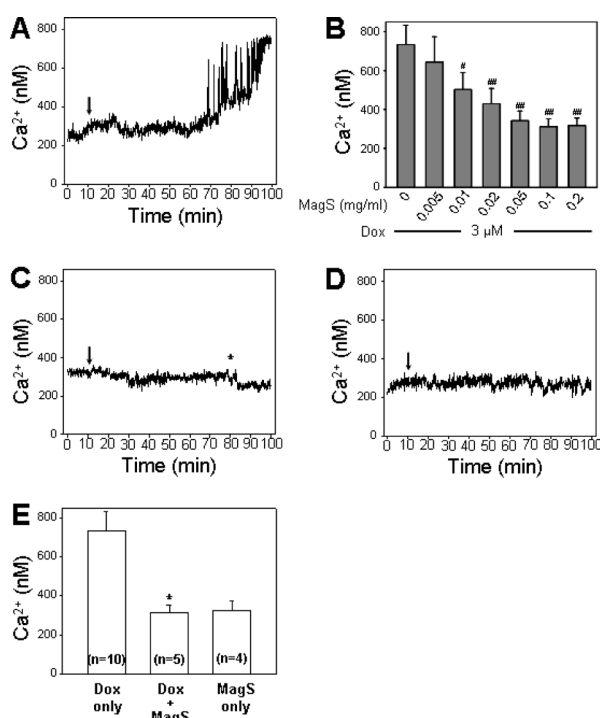 A
Ca2+ (nM)
800
600
400
200
0
0 10 20 30 40 50 60 70 80 90 100
Time (min)
B
Ca2+ (nM)
800
600
400
200
0
# ## ## ## ##
0 0.005 0.01 0.02 0.05 0.1 0.2
MagS (mg/ml)
Dox 3 μM
C
Ca2+ (nM)
800
600
400
200
0
*
0 10 20 30 40 50 60 70 80 90 100
Time (min)
D
Ca2+ (nM)
800
600
400
200
0
0 10 20 30 40 50 60 70 80 90 100
Time (min)
E
Ca2+ (nM)
800
600
400
200
0
*
(n=10) (n=5) (n=4)
Dox only
Dox + MagS
MagS only